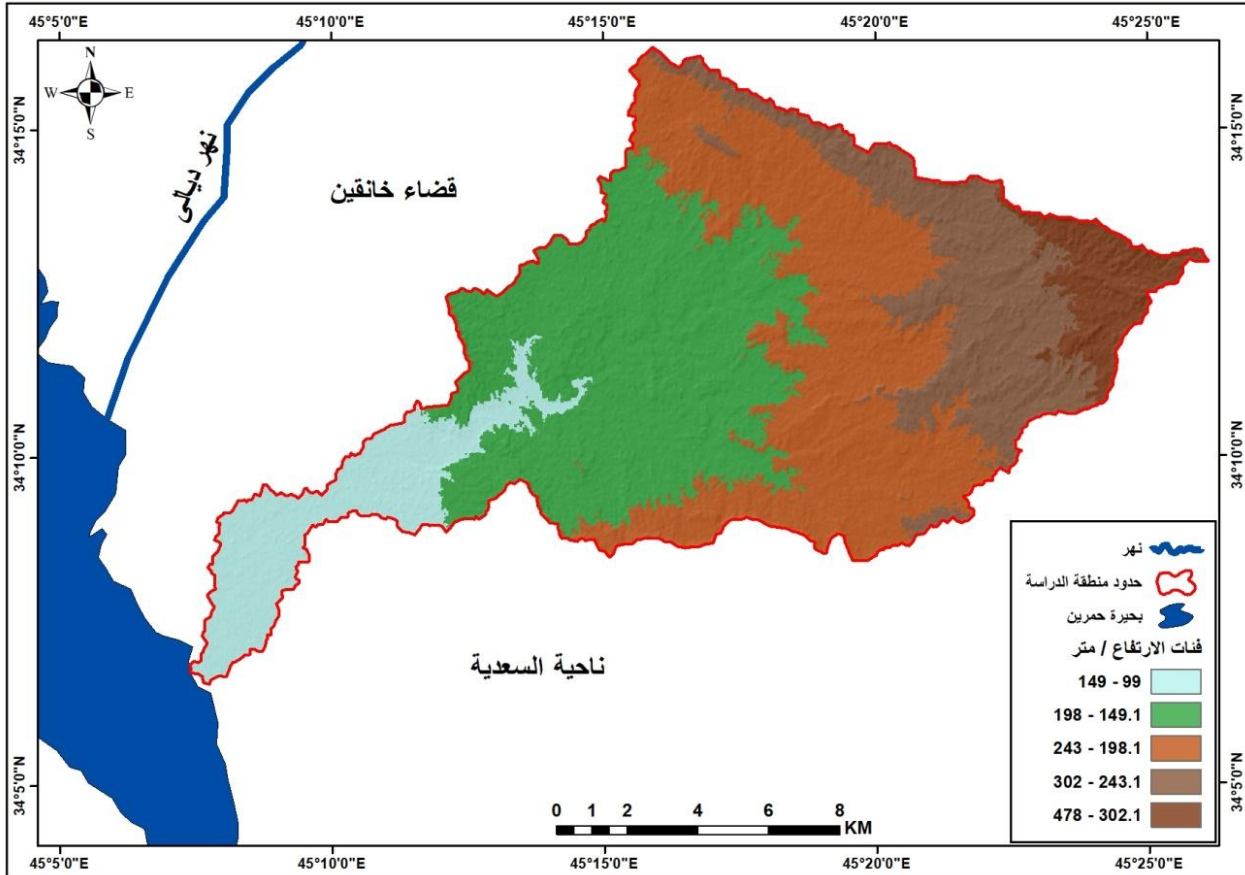 45°5'0"E 45°10'0"E 45°15'0"E 45°20'0"E 45°25'0"E
N
W E
S
34°15'0"N 34°15'0"N
نهر ديالى
قضاء خانقين
34°10'0"N 34°10'0"N
ناحية السعدية
نهر
حدود منطقة الدراسة
بحيرة حمرين
فئات الارتفاع / متر
149 - 99
198 - 149.1
243 - 198.1
302 - 243.1
478 - 302.1
34°5'0"N 34°5'0"N
0 1 2 4 6 8
KM
45°5'0"E 45°10'0"E 45°15'0"E 45°20'0"E 45°25'0"E